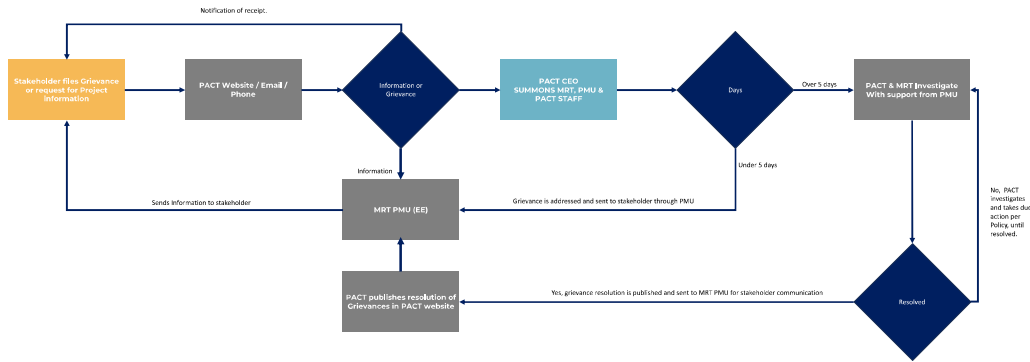 Notification of receipt.
Stakeholder files Grievance
or request for Project
Information
PACT Website / Email /
Phone
Information or
Grievance
PACT CEO
SUMMONS MRT, PMU &
PACT STAFF
Days
Over 5 days
PACT & MRT Investigate
With support from PMU
Under 5 days
Information
Sends Information to stakeholder
MRT PMU (EE)
Grievance is addressed and sent to stakeholder through PMU
No, PACT
investigates
and takes due
action per
Policy, until
resolved.
PACT publishes resolution of
Grievances in PACT website
Yes, grievance resolution is published and sent to MRT PMU for stakeholder communication
Resolved